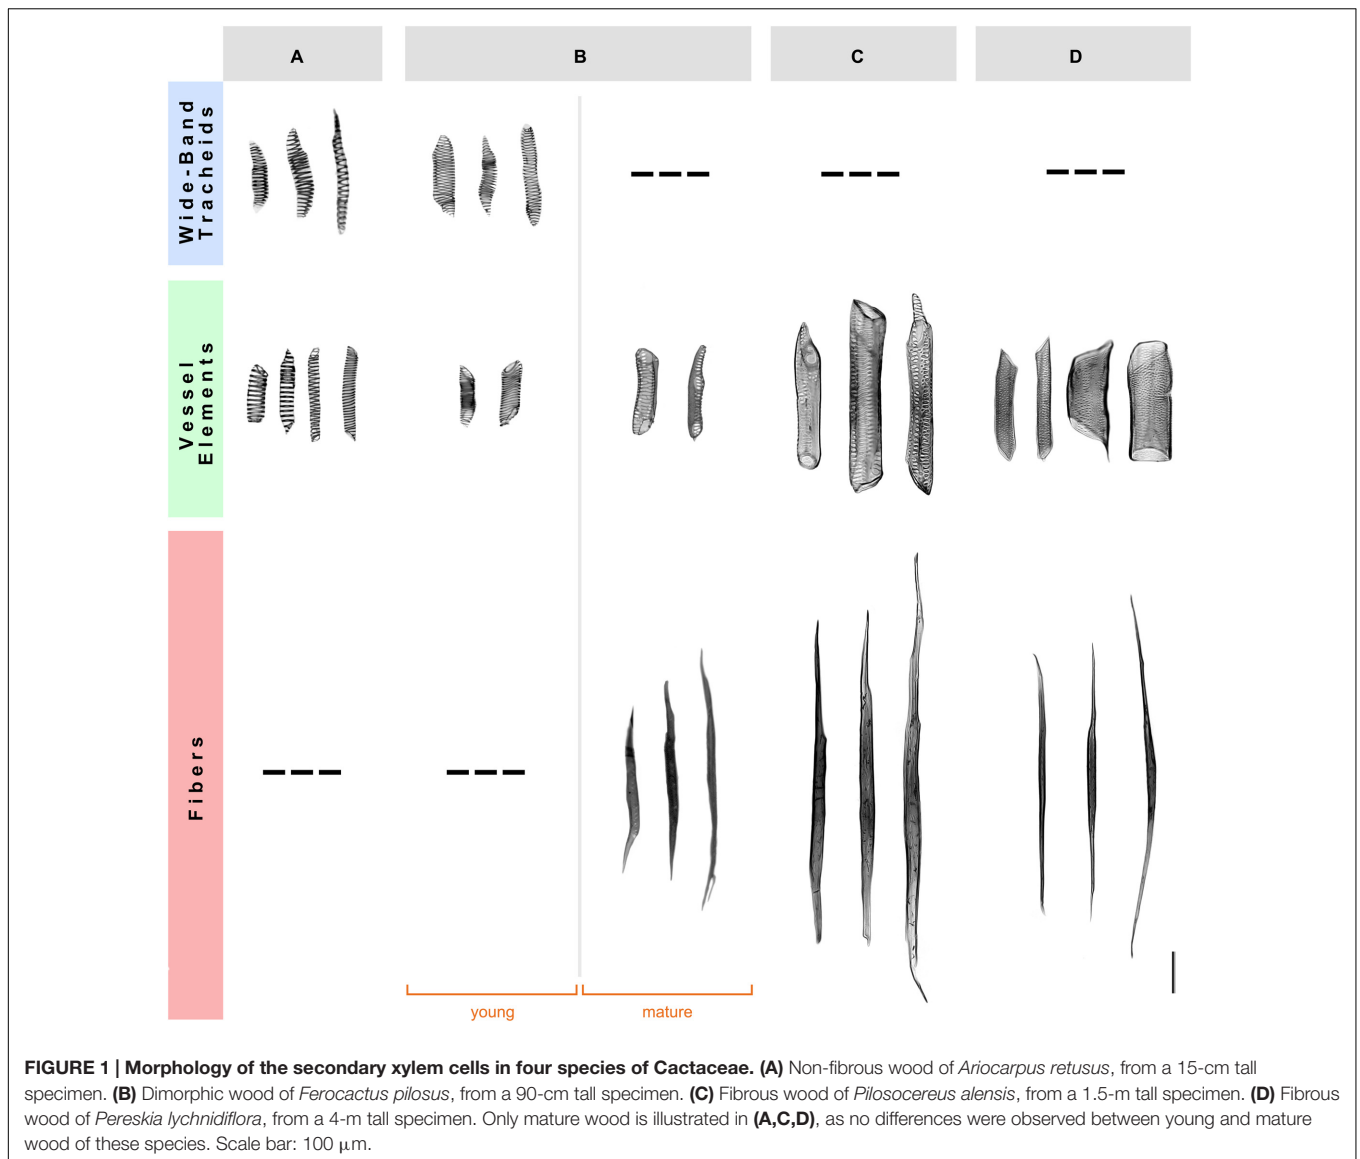 A
B
C
D
Wide-Band
Tracheids
Vessel
Elements
Fibers
young
mature
FIGURE 1 | Morphology of the secondary xylem cells in four species of Cactaceae. (A) Non-fibrous wood of Ariocarpus retusus, from a 15-cm tall
specimen. (B) Dimorphic wood of Ferocactus pilosus, from a 90-cm tall specimen. (C) Fibrous wood of Pilosocereus alensis, from a 1.5-m tall specimen. (D) Fibrous
wood of Pereskia lychnidiflora, from a 4-m tall specimen. Only mature wood is illustrated in (A,C,D), as no differences were observed between young and mature
wood of these species. Scale bar: 100 μm.